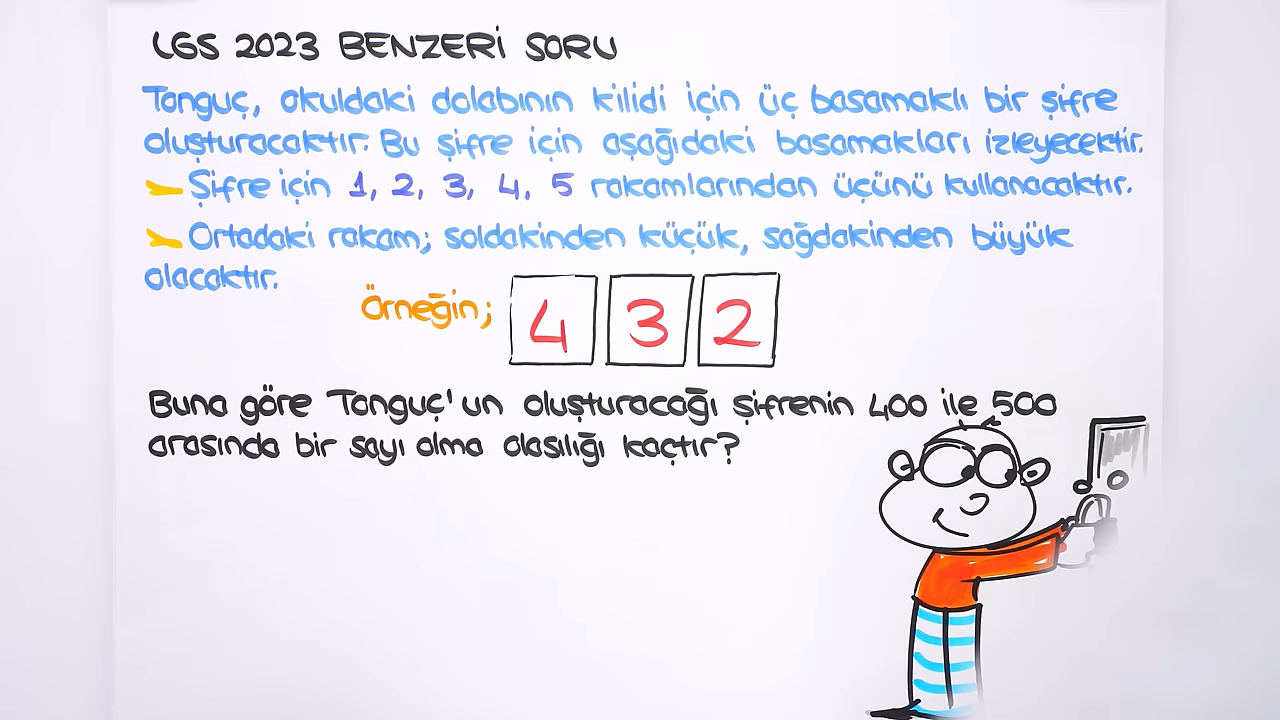 LGS 2023 BENZERİ SORU
Tonguç, okuldaki dolabının kilidi için üç basamaklı bir şifre
oluşturacaktır. Bu şifre için aşağıdaki basamakları izleyecektir.
Şifre için 1, 2, 3, 4, 5 rakamlarından üçünü kullanacaktır.
Ortadaki rakam; soldakinden küçük, sağdakinden büyük
olacaktır.
Örneğin; 4 3 2
Buna göre Tonguç'un oluşturacağı şifrenin 400 ile 500
arasında bir sayı olma olasılığı kaçtır?